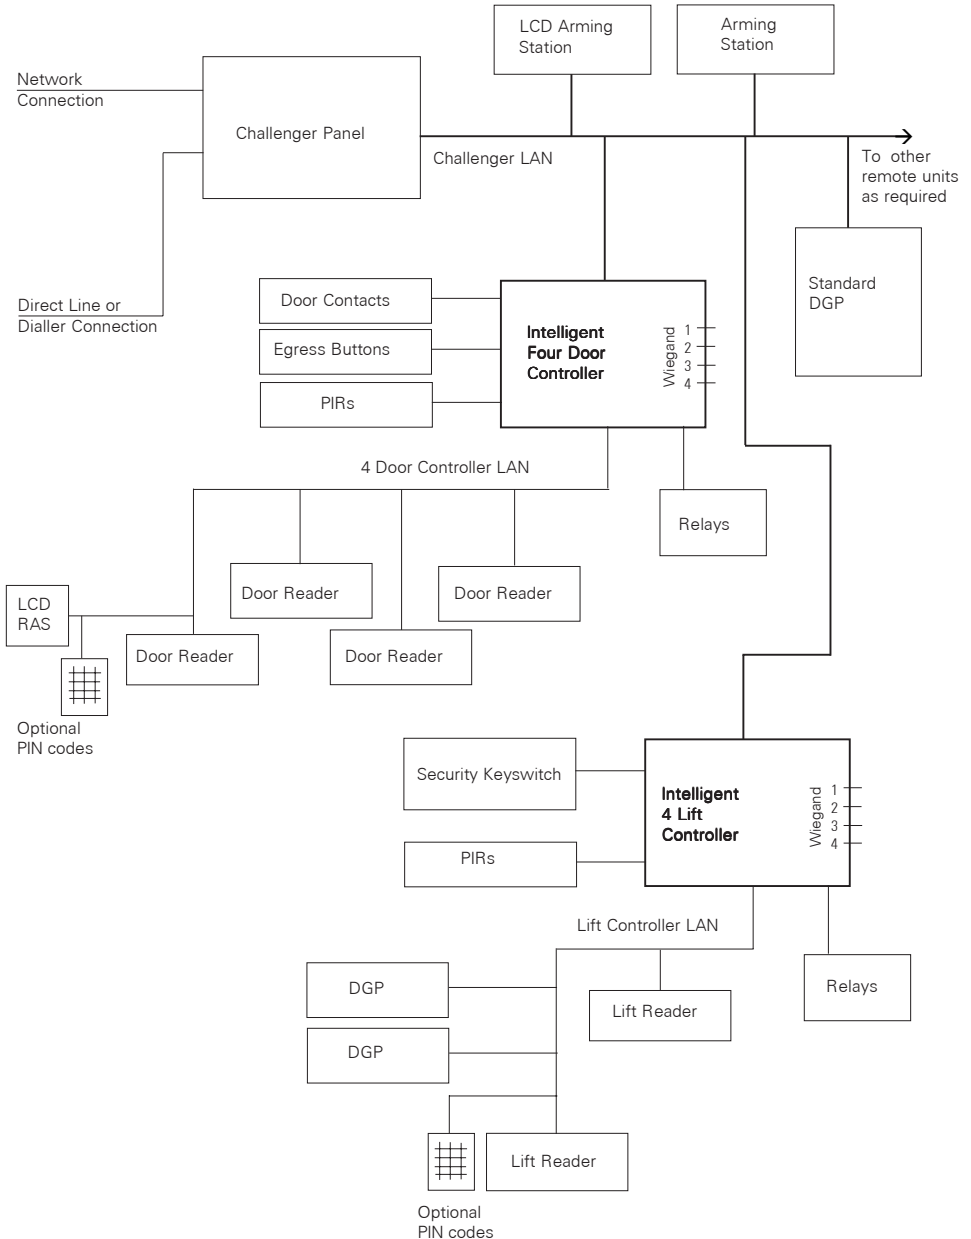 LCD Arming
Station
Arming
Station
Network
Connection
Challenger Panel
Challenger LAN
To other
remote units
as required
Standard
DGP
Direct Line or
Dialler Connection
Door Contacts
Egress Buttons
PIRs
Intelligent
Four Door
Controller
Wiegand
1
2
3
4
4 Door Controller LAN
Relays
LCD
RAS
Door Reader
Door Reader
Door Reader
Door Reader
Optional
PIN codes
Security Keyswitch
PIRs
Intelligent
4 Lift
Controller
Wiegand
1
2
3
4
Lift Controller LAN
Relays
DGP
Lift Reader
DGP
Lift Reader
Optional
PIN codes